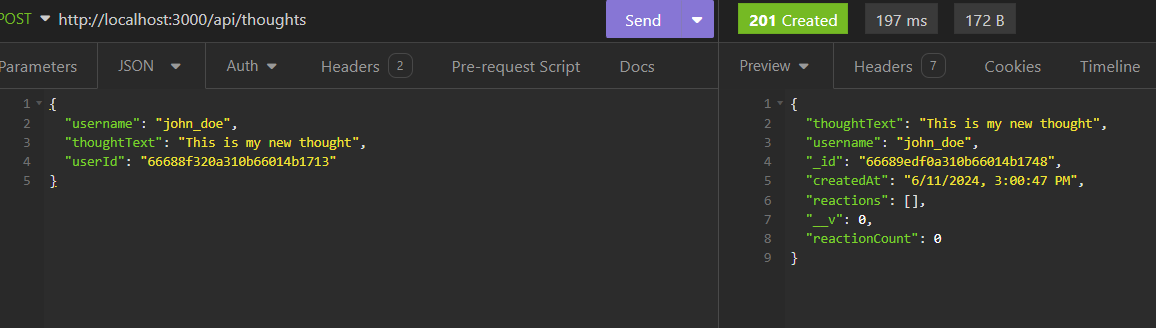 POST http://localhost:3000/api/thoughts Send
201 Created 197 ms 172 B
Parameters JSON Auth Headers 2 Pre-request Script Docs
Preview Headers 7 Cookies Timeline
1 {
2 "username": "john_doe",
3 "thoughtText": "This is my new thought",
4 "userId": "66688f320a310b66014b1713"
5 }
1 {
2 "thoughtText": "This is my new thought",
3 "username": "john_doe",
4 "_id": "66689edf0a310b66014b1748",
5 "createdAt": "6/11/2024, 3:00:47 PM",
6 "reactions": [],
7 "__v": 0,
8 "reactionCount": 0
9 }